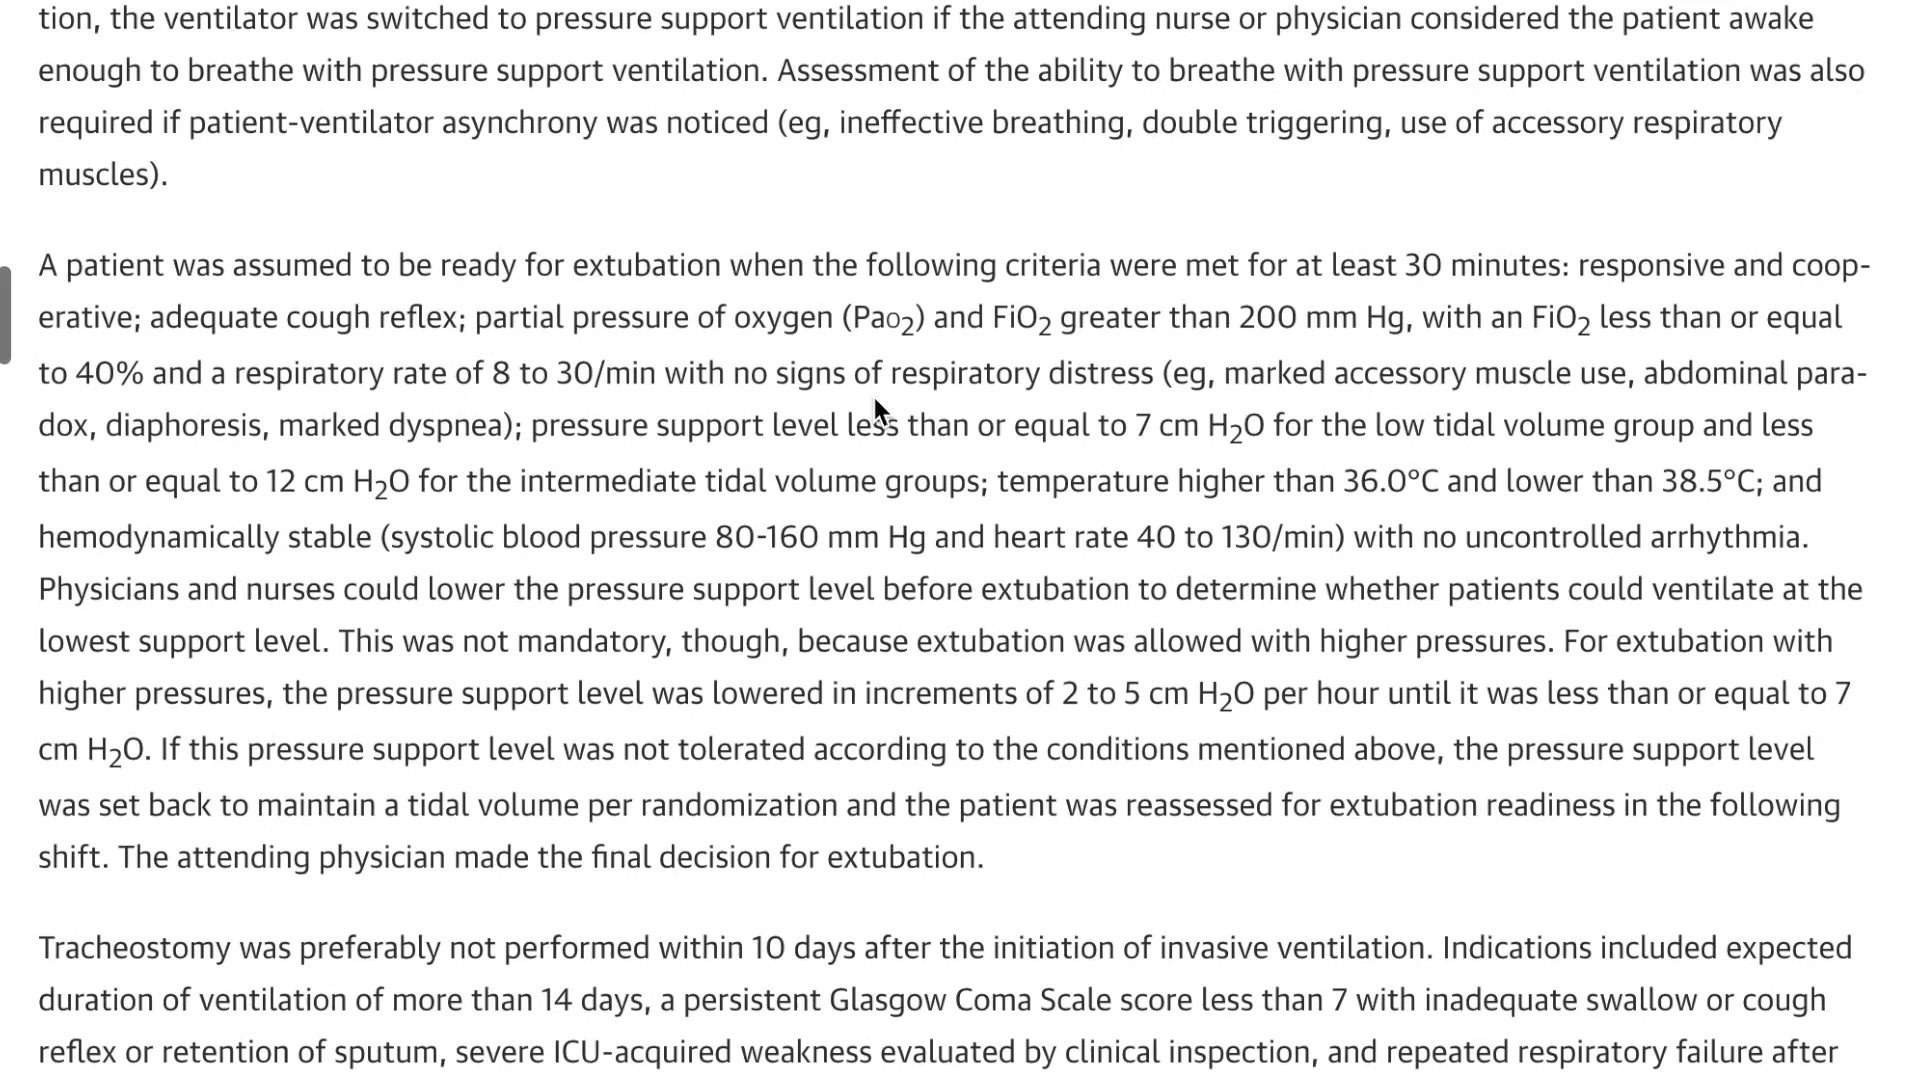 tion, the ventilator was switched to pressure support ventilation if the attending nurse or physician considered the patient awake
enough to breathe with pressure support ventilation. Assessment of the ability to breathe with pressure support ventilation was also
required if patient-ventilator asynchrony was noticed (eg, ineffective breathing, double triggering, use of accessory respiratory
muscles).
A patient was assumed to be ready for extubation when the following criteria were met for at least 30 minutes: responsive and coop-
erative; adequate cough reflex; partial pressure of oxygen (Pao₂) and FiO₂ greater than 200 mm Hg, with an FiO₂ less than or equal
to 40% and a respiratory rate of 8 to 30/min with no signs of respiratory distress (eg, marked accessory muscle use, abdominal para-
dox, diaphoresis, marked dyspnea); pressure support level less than or equal to 7 cm H₂O for the low tidal volume group and less
than or equal to 12 cm H₂O for the intermediate tidal volume groups; temperature higher than 36.0°C and lower than 38.5°C; and
hemodynamically stable (systolic blood pressure 80-160 mm Hg and heart rate 40 to 130/min) with no uncontrolled arrhythmia.
Physicians and nurses could lower the pressure support level before extubation to determine whether patients could ventilate at the
lowest support level. This was not mandatory, though, because extubation was allowed with higher pressures. For extubation with
higher pressures, the pressure support level was lowered in increments of 2 to 5 cm H₂O per hour until it was less than or equal to 7
cm H₂O. If this pressure support level was not tolerated according to the conditions mentioned above, the pressure support level
was set back to maintain a tidal volume per randomization and the patient was reassessed for extubation readiness in the following
shift. The attending physician made the final decision for extubation.
Tracheostomy was preferably not performed within 10 days after the initiation of invasive ventilation. Indications included expected
duration of ventilation of more than 14 days, a persistent Glasgow Coma Scale score less than 7 with inadequate swallow or cough
reflex or retention of sputum, severe ICU-acquired weakness evaluated by clinical inspection, and repeated respiratory failure after